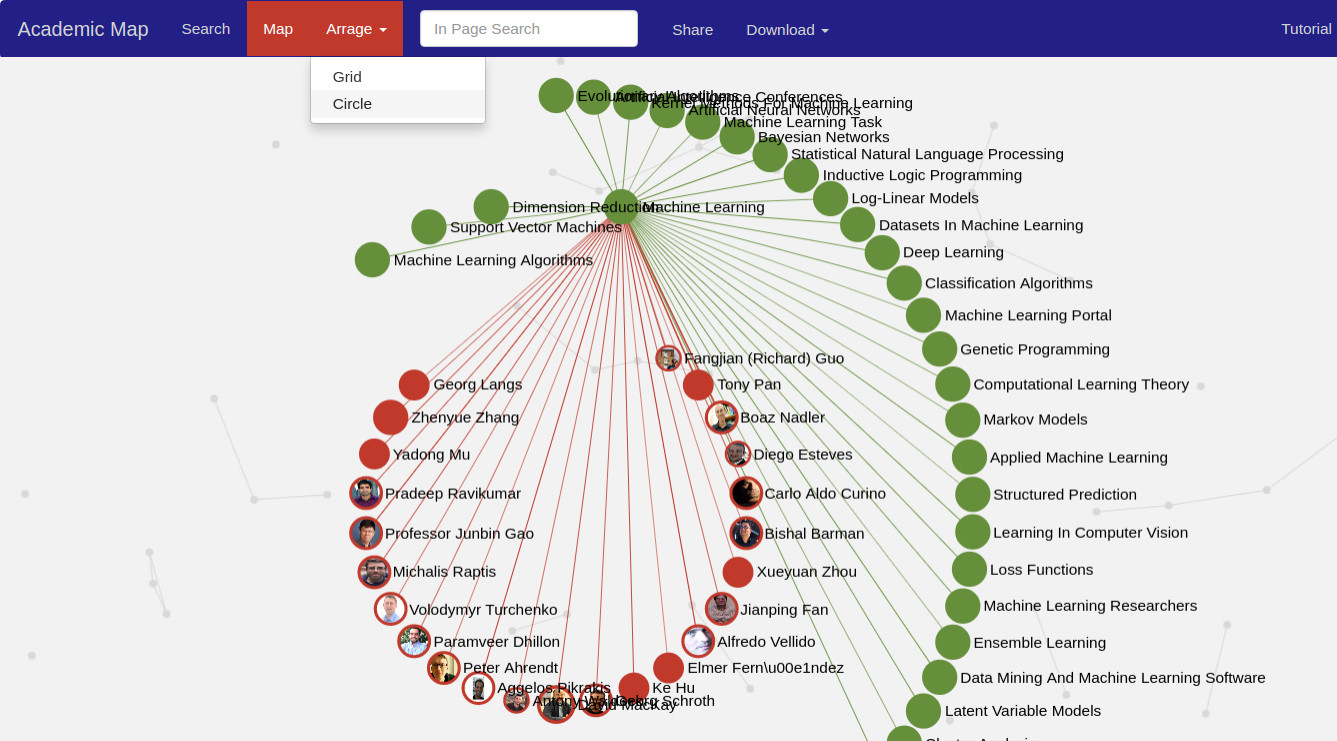 Academic Map
Search
Map
Arrage
In Page Search
Share
Download
Tutorial
Grid
Circle
Evolutionary Algorithms
Artificial Intelligence Conferences
Kernel Methods For Machine Learning
Artificial Neural Networks
Machine Learning Task
Bayesian Networks
Statistical Natural Language Processing
Inductive Logic Programming
Log-Linear Models
Dimension Reduction
Machine Learning
Datasets In Machine Learning
Support Vector Machines
Deep Learning
Machine Learning Algorithms
Classification Algorithms
Machine Learning Portal
Genetic Programming
Fangjian (Richard) Guo
Georg Langs
Tony Pan
Computational Learning Theory
Zhenyue Zhang
Boaz Nadler
Markov Models
Yadong Mu
Diego Esteves
Applied Machine Learning
Pradeep Ravikumar
Carlo Aldo Curino
Structured Prediction
Professor Junbin Gao
Bishal Barman
Learning In Computer Vision
Michalis Raptis
Xueyuan Zhou
Loss Functions
Volodymyr Turchenko
Jianping Fan
Machine Learning Researchers
Paramveer Dhillon
Alfredo Vellido
Ensemble Learning
Peter Ahrendt
Elmer Fern\u00e1ndez
Data Mining And Machine Learning Software
Aggelos Pikrakis
Ke Hu
Antony
Georg Schroth
David MacKay
Latent Variable Models